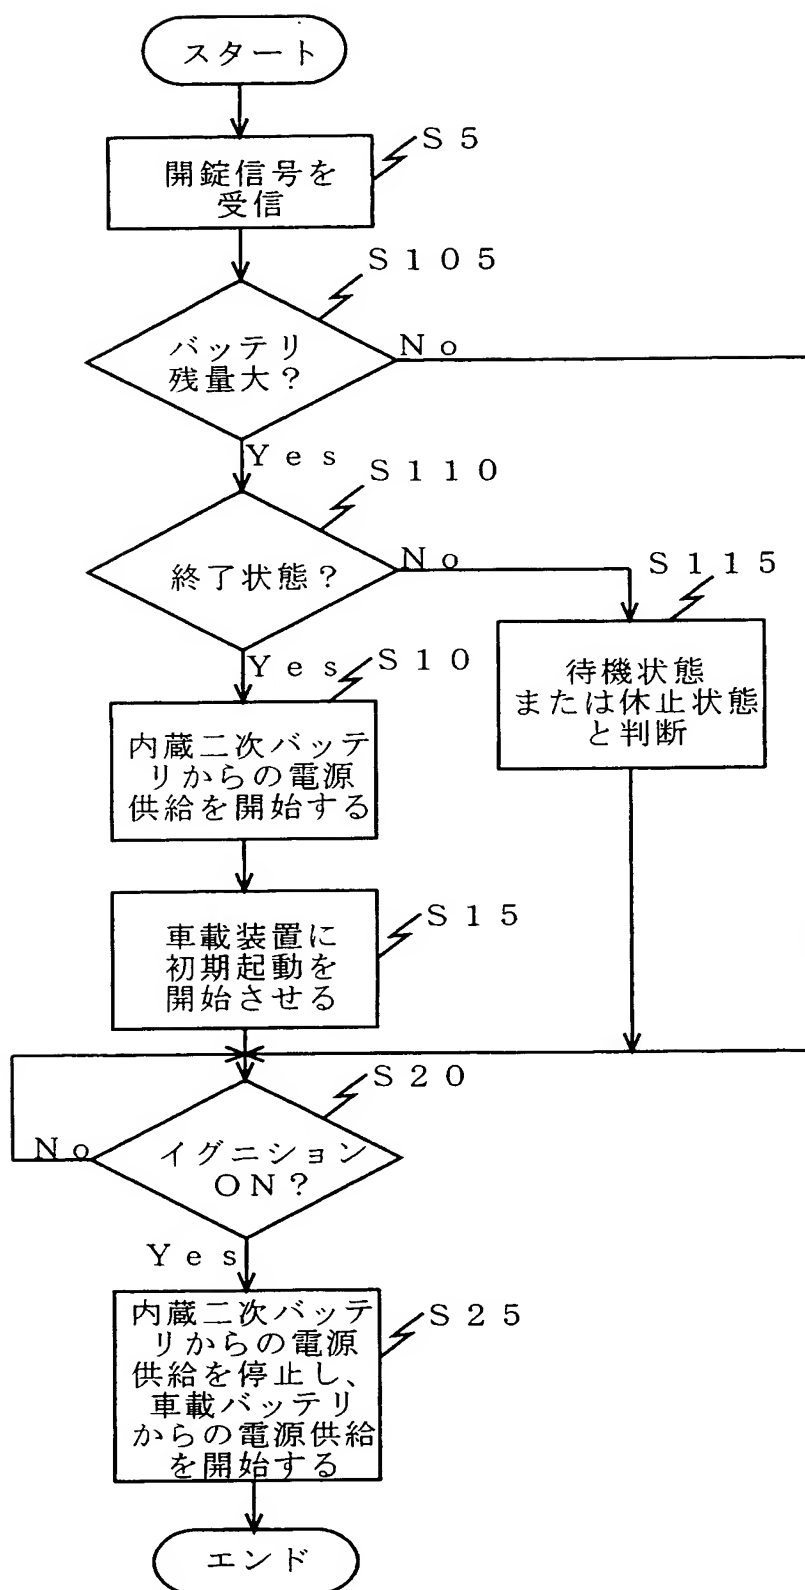 スタート
S5
開錠信号を
受信
S105
バッテリ
残量大?
No
Yes
S110
終了状態?
No
S115
待機状態
または休止状態
と判断
Yes
S10
内蔵二次バッテ
リからの電源
供給を開始する
S15
車載装置に
初期起動を
開始させる
S20
No
イグニション
ON?
Yes
S25
内蔵二次バッテ
リからの電源
供給を停止し、
車載バッテリ
からの電源供給
を開始する
エンド